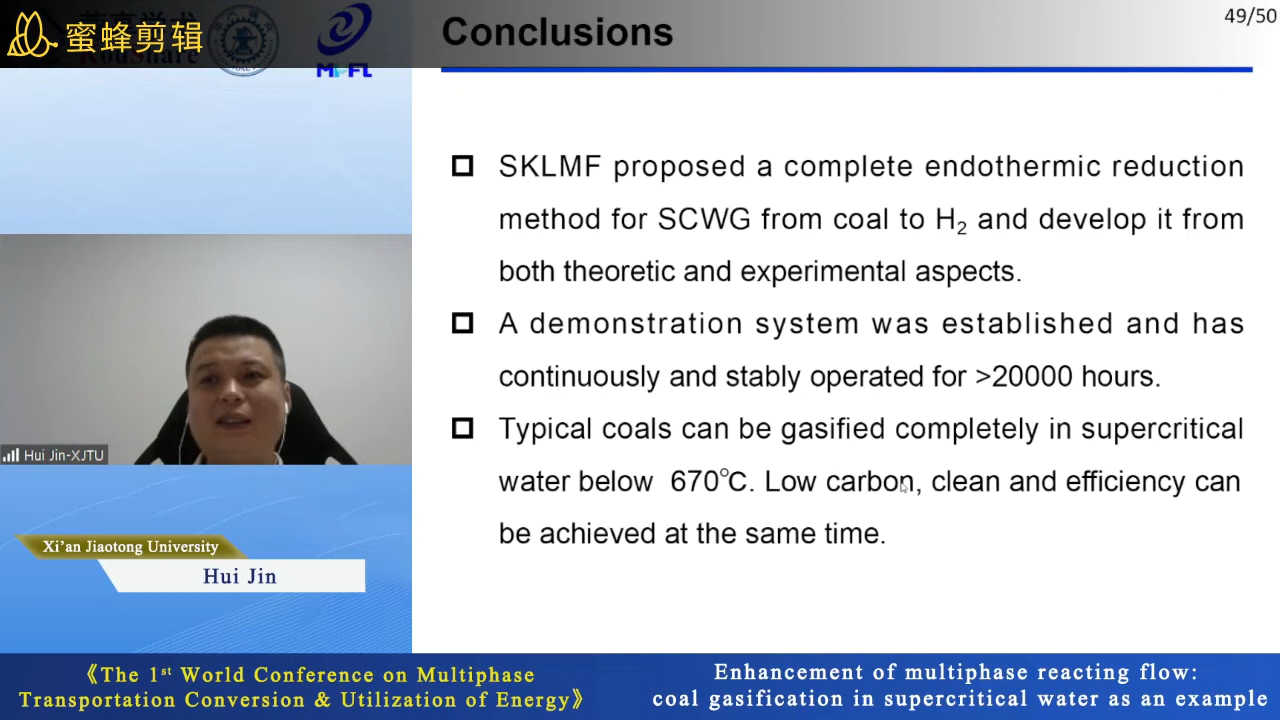 蜜蜂剪辑
KouShare
MPFL
Conclusions
49/50
SKLMF proposed a complete endothermic reduction
method for SCWG from coal to H₂ and develop it from
both theoretic and experimental aspects.
A demonstration system was established and has
continuously and stably operated for >20000 hours.
Typical coals can be gasified completely in supercritical
water below 670℃. Low carbon, clean and efficiency can
be achieved at the same time.
Hui Jin-XJTU
Xi'an Jiaotong University
Hui Jin
《The 1st World Conference on Multiphase
Transportation Conversion & Utilization of Energy》
Enhancement of multiphase reacting flow:
coal gasification in supercritical water as an example